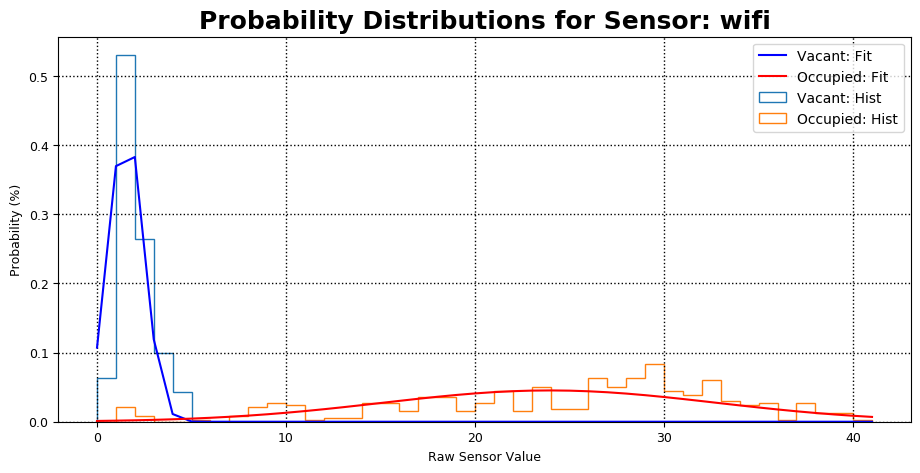 Probability Distributions for Sensor: wifi
Vacant: Fit
Occupied: Fit
Vacant: Hist
Occupied: Hist
Probability (%)
0.5
0.4
0.3
0.2
0.1
0.0
0 10 20 30 40
Raw Sensor Value